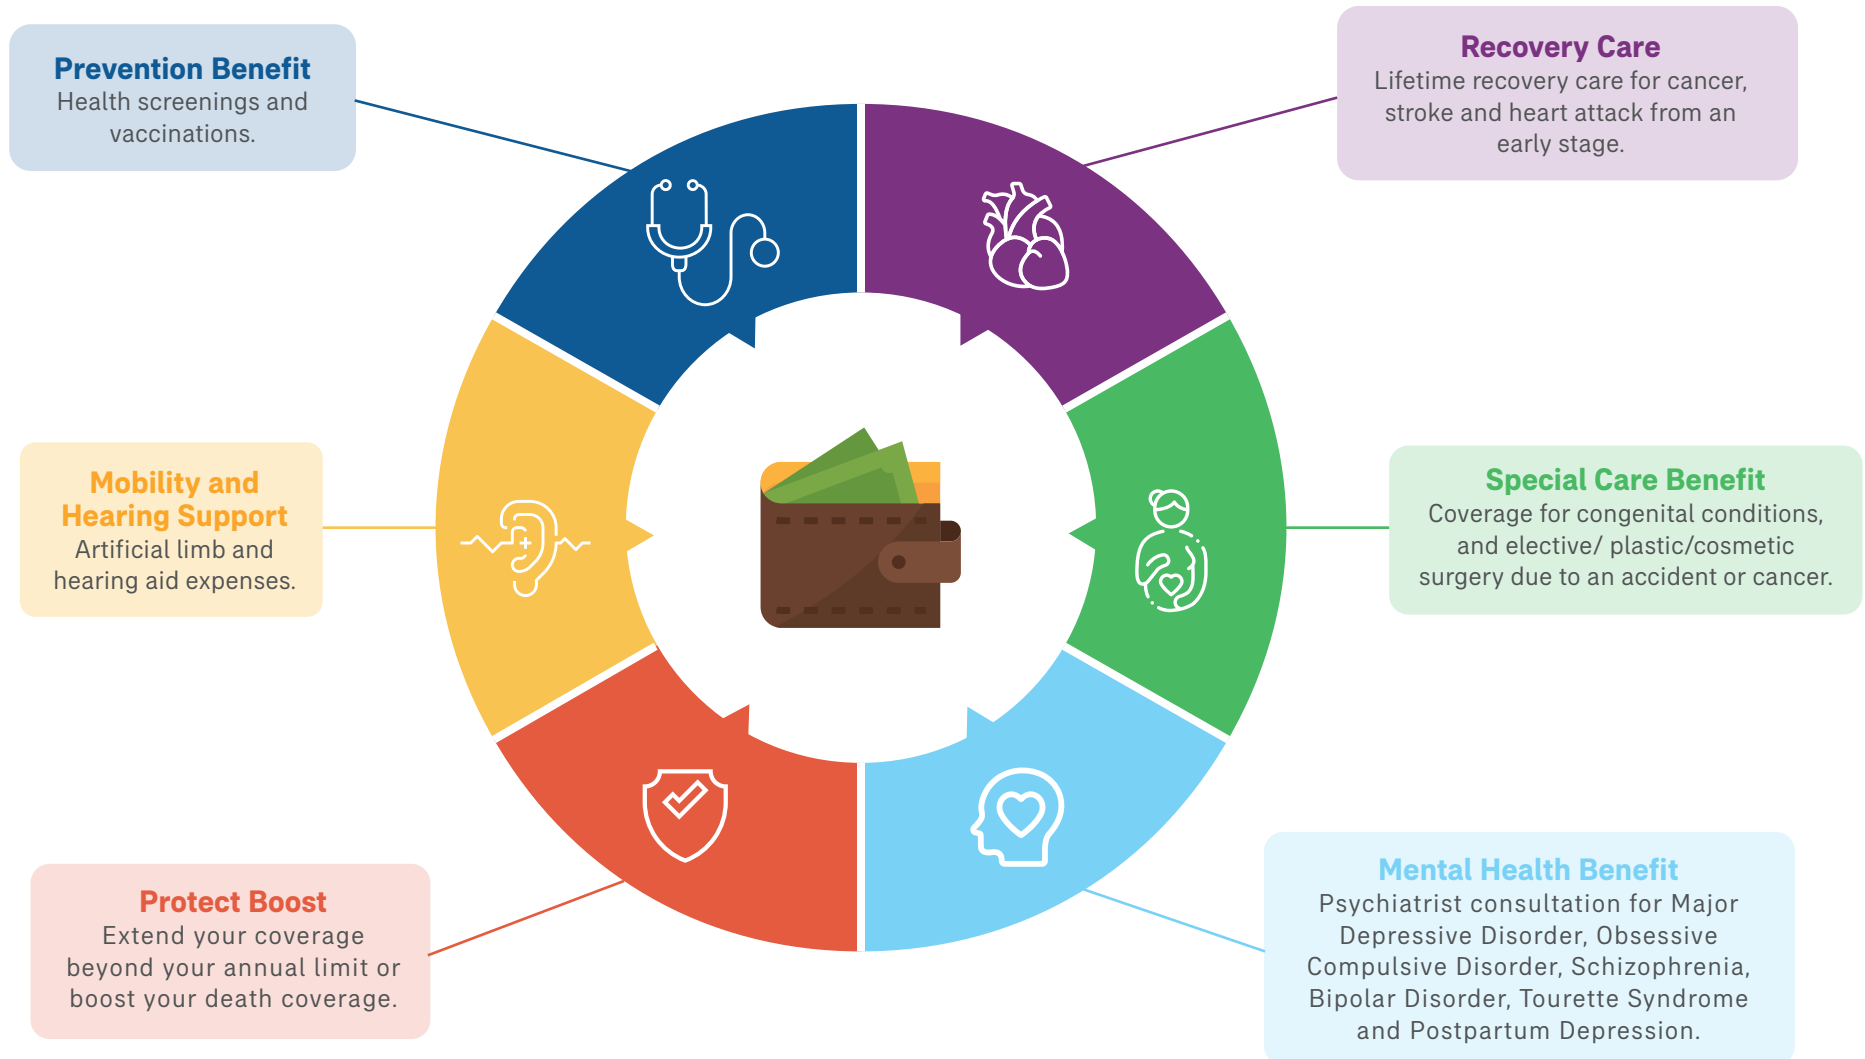 Prevention Benefit
Health screenings and
vaccinations.
Recovery Care
Lifetime recovery care for cancer,
stroke and heart attack from an
early stage.
Mobility and
Hearing Support
Artificial limb and
hearing aid expenses.
Special Care Benefit
Coverage for congenital conditions,
and elective/ plastic/cosmetic
surgery due to an accident or cancer.
Protect Boost
Extend your coverage
beyond your annual limit or
boost your death coverage.
Mental Health Benefit
Psychiatrist consultation for Major
Depressive Disorder, Obsessive
Compulsive Disorder, Schizophrenia,
Bipolar Disorder, Tourette Syndrome
and Postpartum Depression.